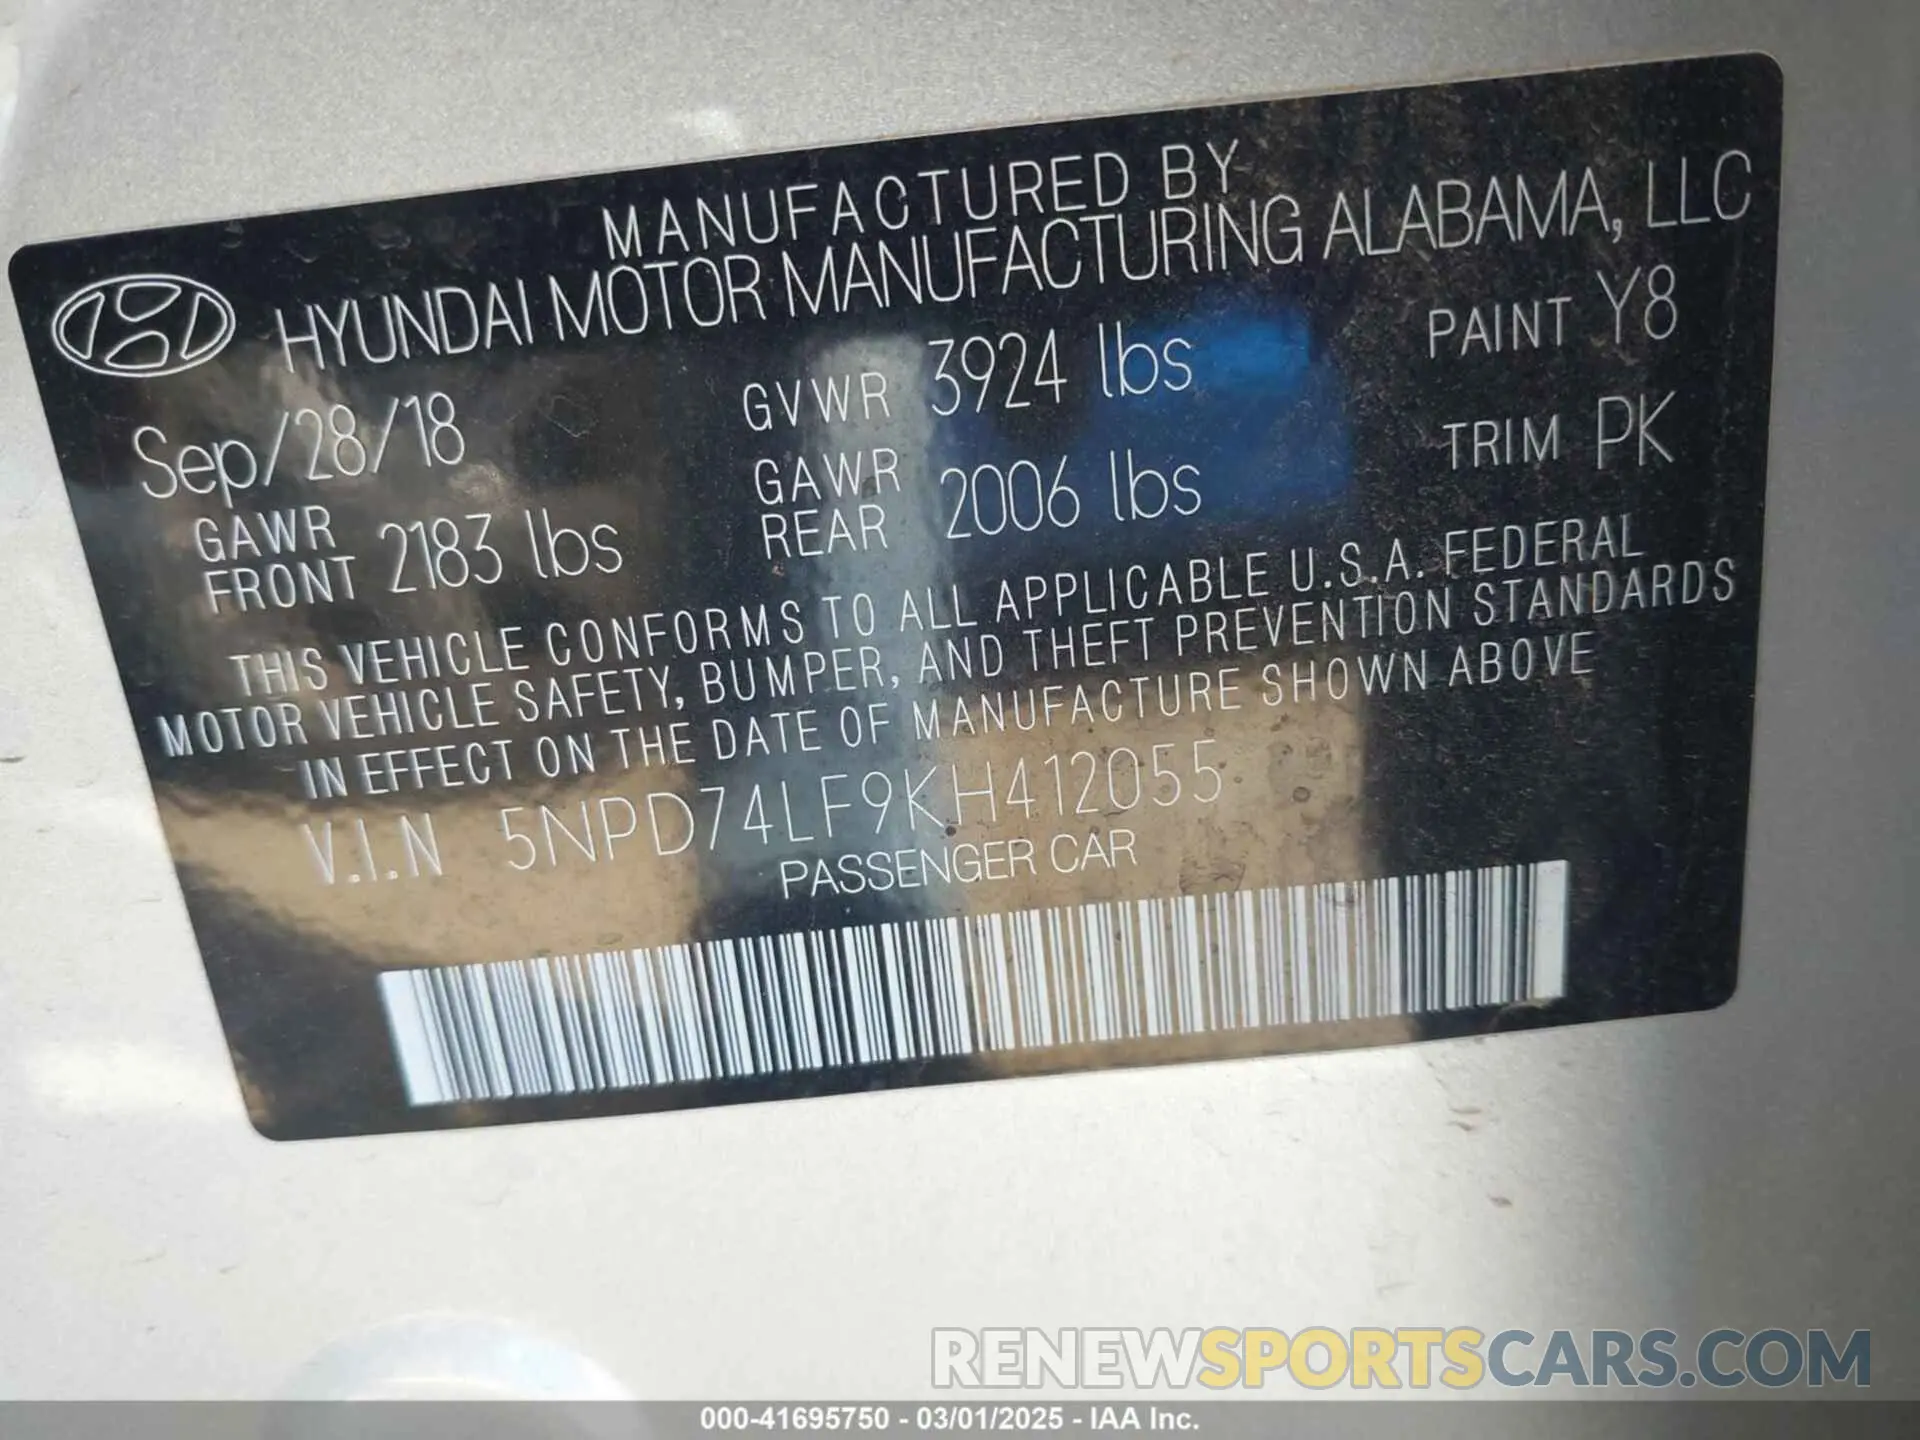 MANUFACTURED BY
HYUNDAI MOTOR MANUFACTURING ALABAMA, LLC
Sep/28/18 GVWR 3924 lbs PAINT Y8
GAWR FRONT 2183 lbs GAWR REAR 2006 lbs TRIM PK
THIS VEHICLE CONFORMS TO ALL APPLICABLE U.S.A. FEDERAL
MOTOR VEHICLE SAFETY, BUMPER, AND THEFT PREVENTION STANDARDS
IN EFFECT ON THE DATE OF MANUFACTURE SHOWN ABOVE
V.I.N 5NPD74LF9KH412055
PASSENGER CAR
RENEWSPORTSCARS.COM
000-41695750 - 03/01/2025 - IAA Inc.